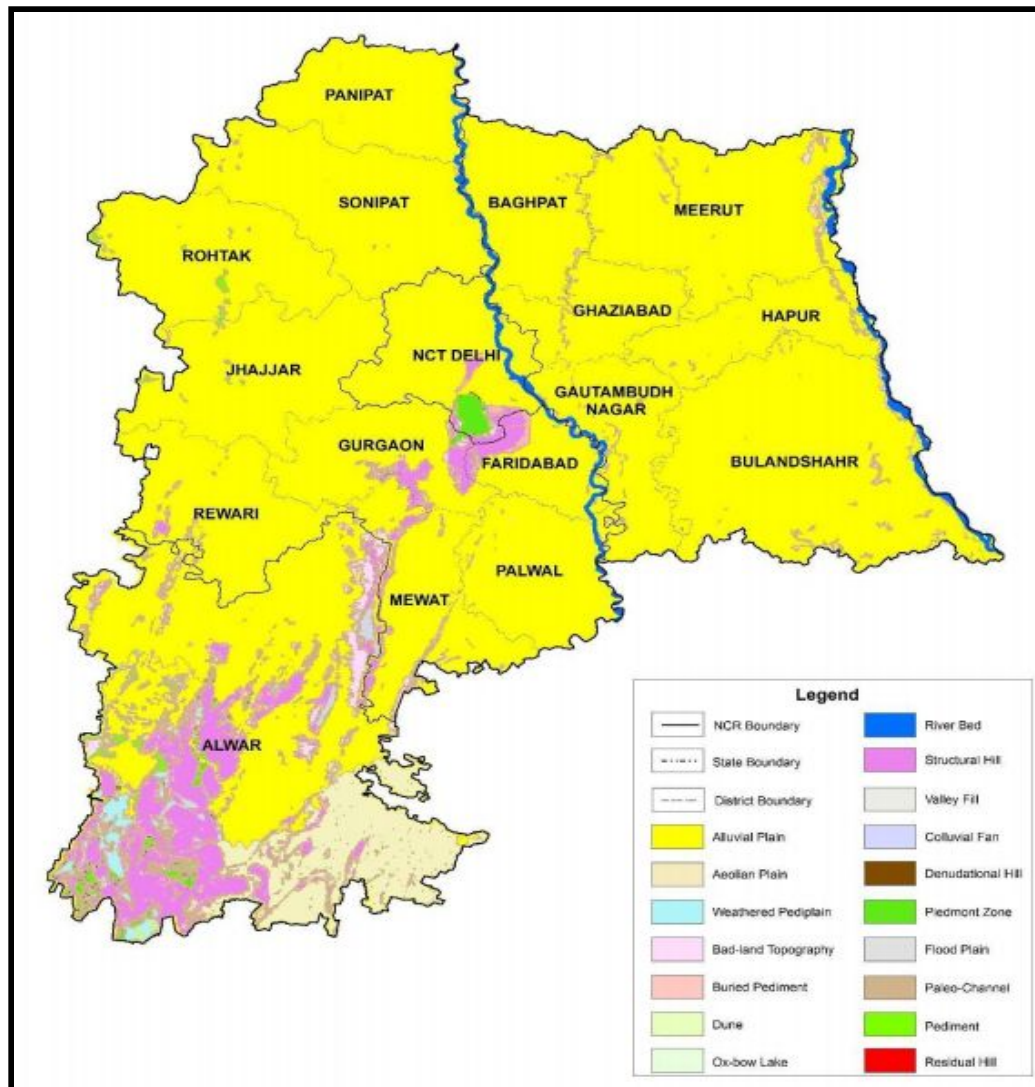 PANIPAT
SONIPAT
BAGHPAT
MEERUT
ROHTAK
GHAZIABAD
HAPUR
NCT DELHI
JHAJJAR
GAUTAMBUDH
NAGAR
GURGAON
FARIDABAD
BULANDSHAHR
REWARI
PALWAL
MEWAT
ALWAR
Legend
NCR Boundary
State Boundary
District Boundary
Alluvial Plain
Aeolian Plain
Weathered Pediplain
Bad-land Topography
Buried Pediment
Dune
Ox-bow Lake
River Bed
Structural Hill
Valley Fill
Colluvial Fan
Denudational Hill
Piedmont Zone
Flood Plain
Paleo-Channel
Pediment
Residual Hill